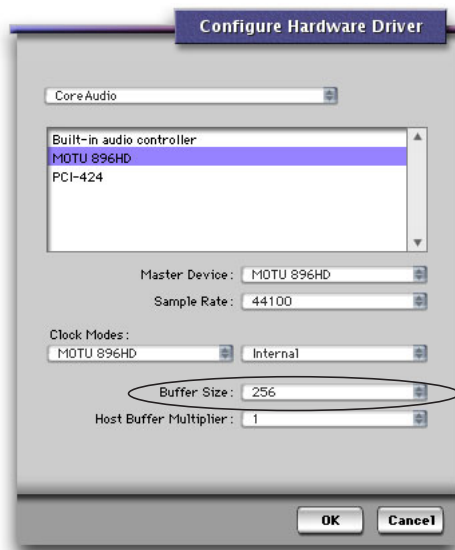 Configure Hardware Driver
CoreAudio
Built-in audio controller
MOTU 896HD
PCI-424
Master Device: MOTU 896HD
Sample Rate: 44100
Clock Modes:
MOTU 896HD Internal
Buffer Size: 256
Host Buffer Multiplier: 1
OK Cancel